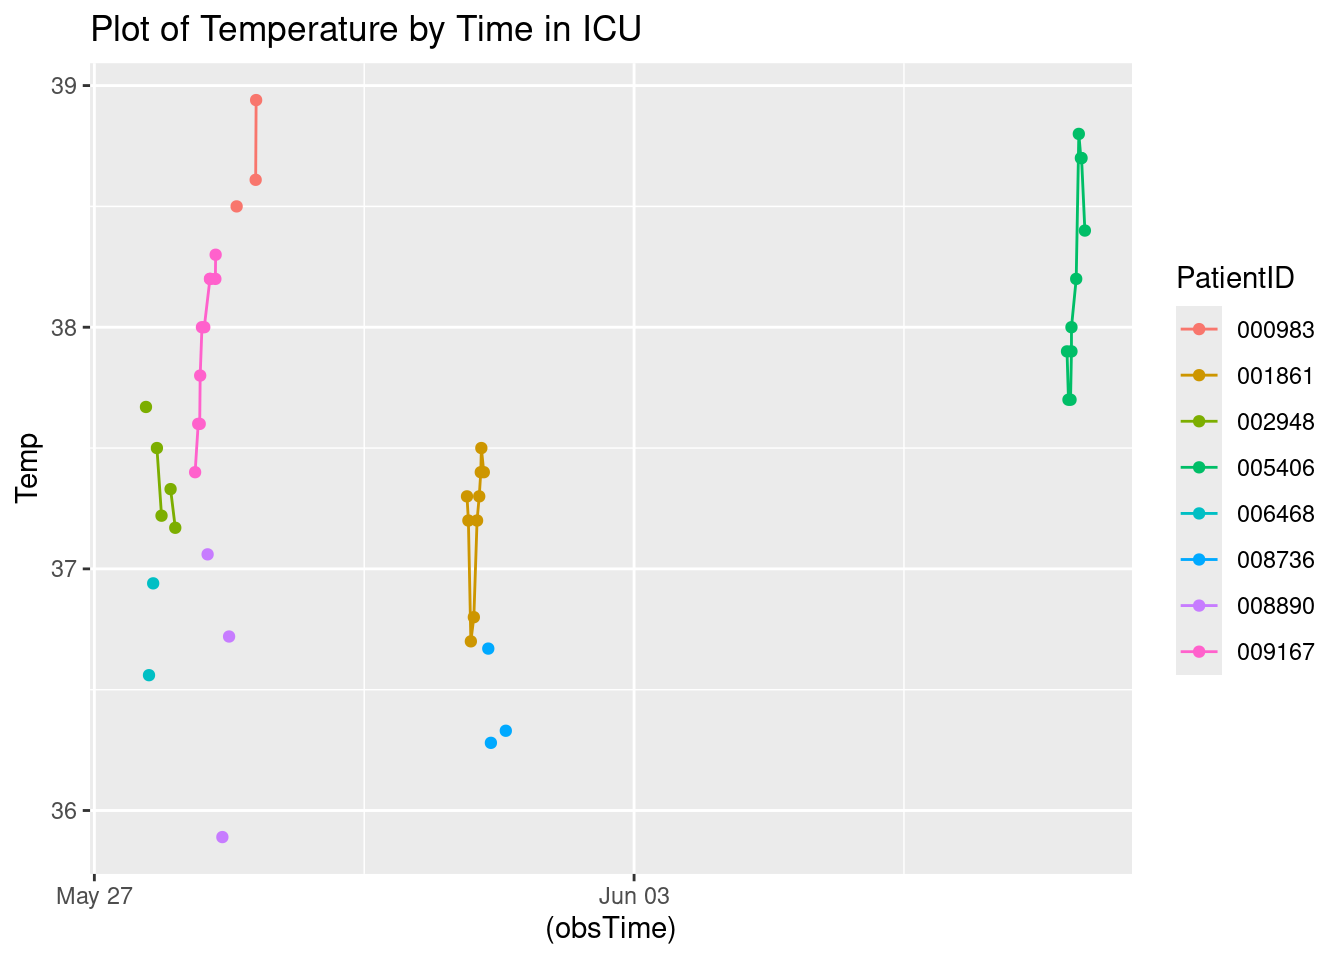 Plot of Temperature by Time in ICU
39
38
37
36
Temp
May 27
Jun 03
(obsTime)
PatientID
000983
001861
002948
005406
006468
008736
008890
009167